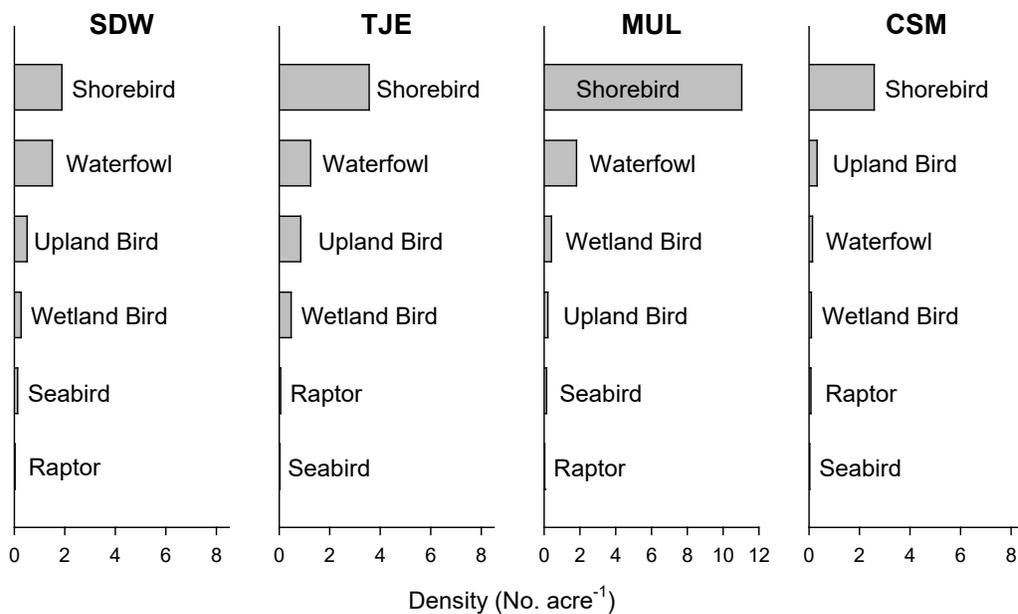 SDW TJE MUL CSM
Shorebird Shorebird Shorebird Shorebird
Waterfowl Waterfowl Waterfowl Upland Bird
Upland Bird Upland Bird Wetland Bird Waterfowl
Wetland Bird Wetland Bird Upland Bird Wetland Bird
Seabird Raptor Seabird Raptor
Raptor Seabird Raptor Seabird
0 2 4 6 8 0 2 4 6 8 0 2 4 6 8 10 12 0 2 4 6 8
Density (No. acre⁻¹)